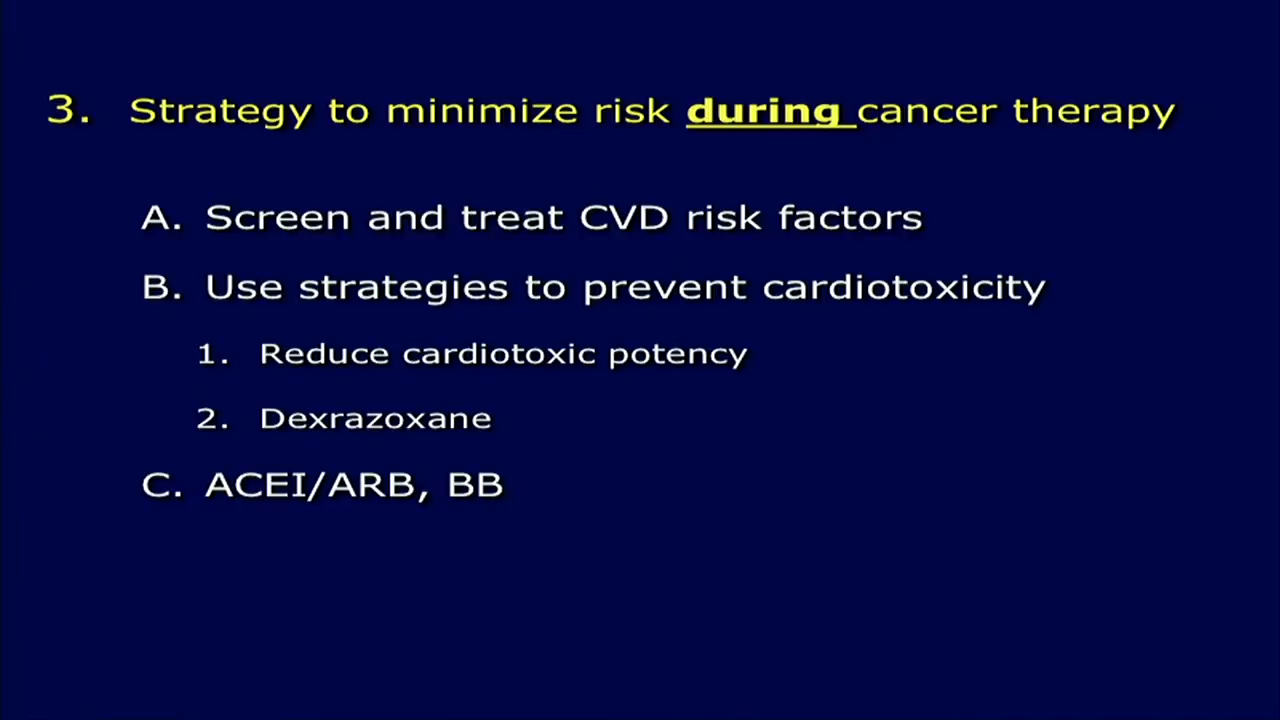 3. Strategy to minimize risk during cancer therapy
A. Screen and treat CVD risk factors
B. Use strategies to prevent cardiotoxicity
1. Reduce cardiotoxic potency
2. Dexrazoxane
C. ACEI/ARB, BB